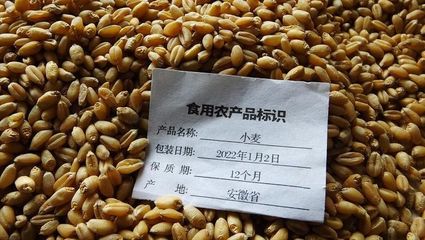 食用农产品标识
产品名称: 小麦
包装日期: 2022年1月2日
保 质 期: 12个月
产 地: 安徽省